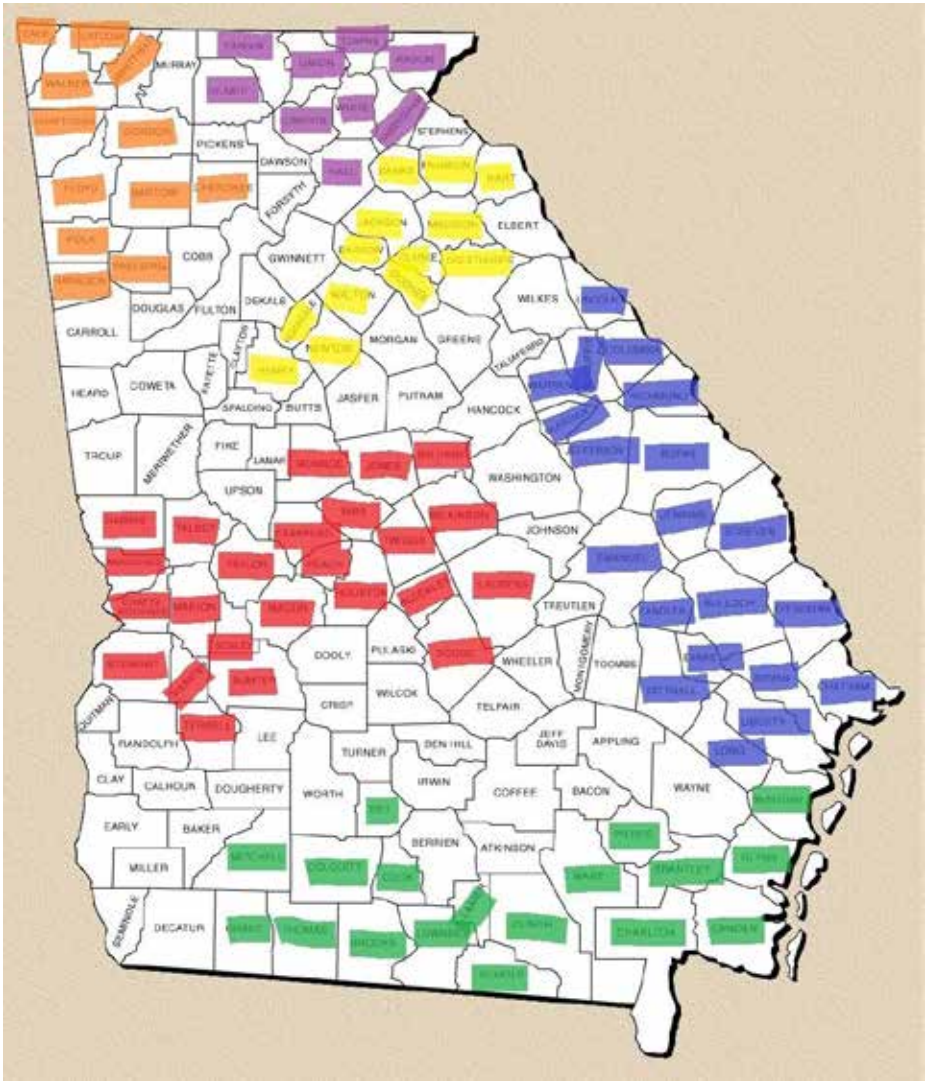 DADE
CATOOSA
WHITFIELD
MURRAY
FANNIN
TOWNS
UNION
RABUN
WALKER
GILMER
WHITE
LUMPKIN
HABERSHAM
STEPHENS
CHATTOOGA
GORDON
PICKENS
DAWSON
HALL
BANKS
FRANKLIN
HART
FLOYD
BARTOW
CHEROKEE
FORSYTH
JACKSON
MADISON
ELBERT
POLK
PAULDING
COBB
GWINNETT
BARROW
CLARKE
OCONEE
OGLETHORPE
HARALSON
DOUGLAS
FULTON
DEKALB
WALTON
WILKES
LINCOLN
CARROLL
ROCKDALE
NEWTON
MORGAN
GREENE
TALIAFERRO
COLUMBIA
HEARD
COWETA
FAYETTE
CLAYTON
HENRY
WARREN
RICHMOND
SPALDING
BUTTS
JASPER
PUTNAM
HANCOCK
TROUP
MERIWETHER
PIKE
LAMAR
MONROE
JONES
BALDWIN
JEFFERSON
BURKE
UPSON
WASHINGTON
HARRIS
TALBOT
BIBB
WILKINSON
JOHNSON
JENKINS
SCREVEN
CRAWFORD
TWIGGS
TAYLOR
PEACH
EMANUEL
MARION
MACON
HOUSTON
BLECKLEY
LAURENS
TREUTLEN
CANDLER
BULLOCH
EFFINGHAM
SCHLEY
STEWART
SUMTER
DOOLY
PULASKI
DODGE
WHEELER
MONTGOMERY
TOOMBS
EVANS
BRYAN
CHATHAM
TATTNALL
QUITMAN
CRISP
WILCOX
TELFAIR
LIBERTY
TERRELL
RANDOLPH
LEE
TURNER
BEN HILL
JEFF
DAVIS
APPLING
LONG
CLAY
CALHOUN
DOUGHERTY
WORTH
TIFT
IRWIN
COFFEE
BACON
WAYNE
EARLY
BAKER
BERRIEN
ATKINSON
PIERCE
MILLER
MITCHELL
COLQUITT
COOK
WARE
BRANTLEY
GLYNN
SEMINOLE
DECATUR
GRADY
THOMAS
BROOKS
LOWNDES
LANIER
CLINCH
CHARLTON
CAMDEN